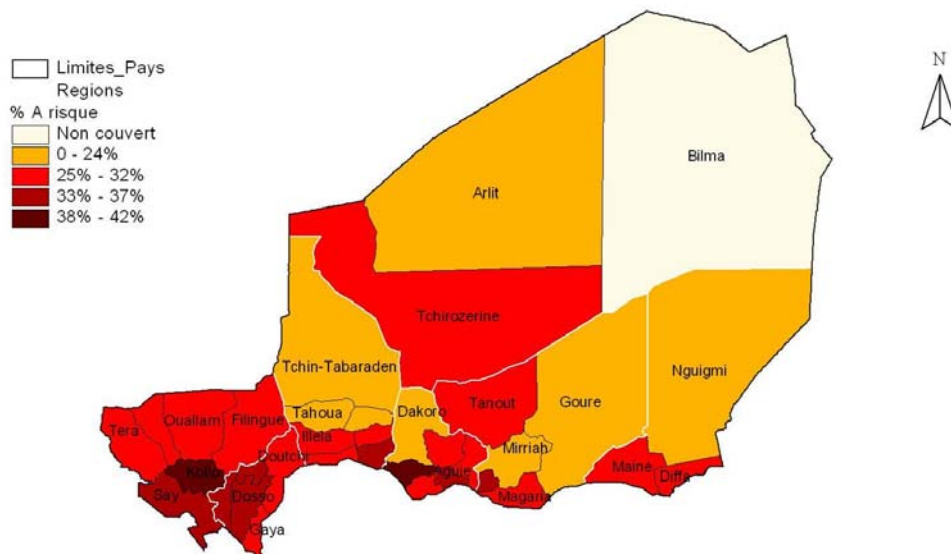 Limites_Pays
Regions
% A risque
Non couvert
0 - 24%
25% - 32%
33% - 37%
38% - 42%
N
Bilma
Arlit
Tchirozerine
Tchin-Tabaraden
Nguigmi
Tanout
Goure
Dakoro
Tahoua
Filingue
Ouallam
Tera
Illela
Mirriah
Doutchi
Maine
Diffa
Kollo
Say
Dosso
Magaria
Gaya